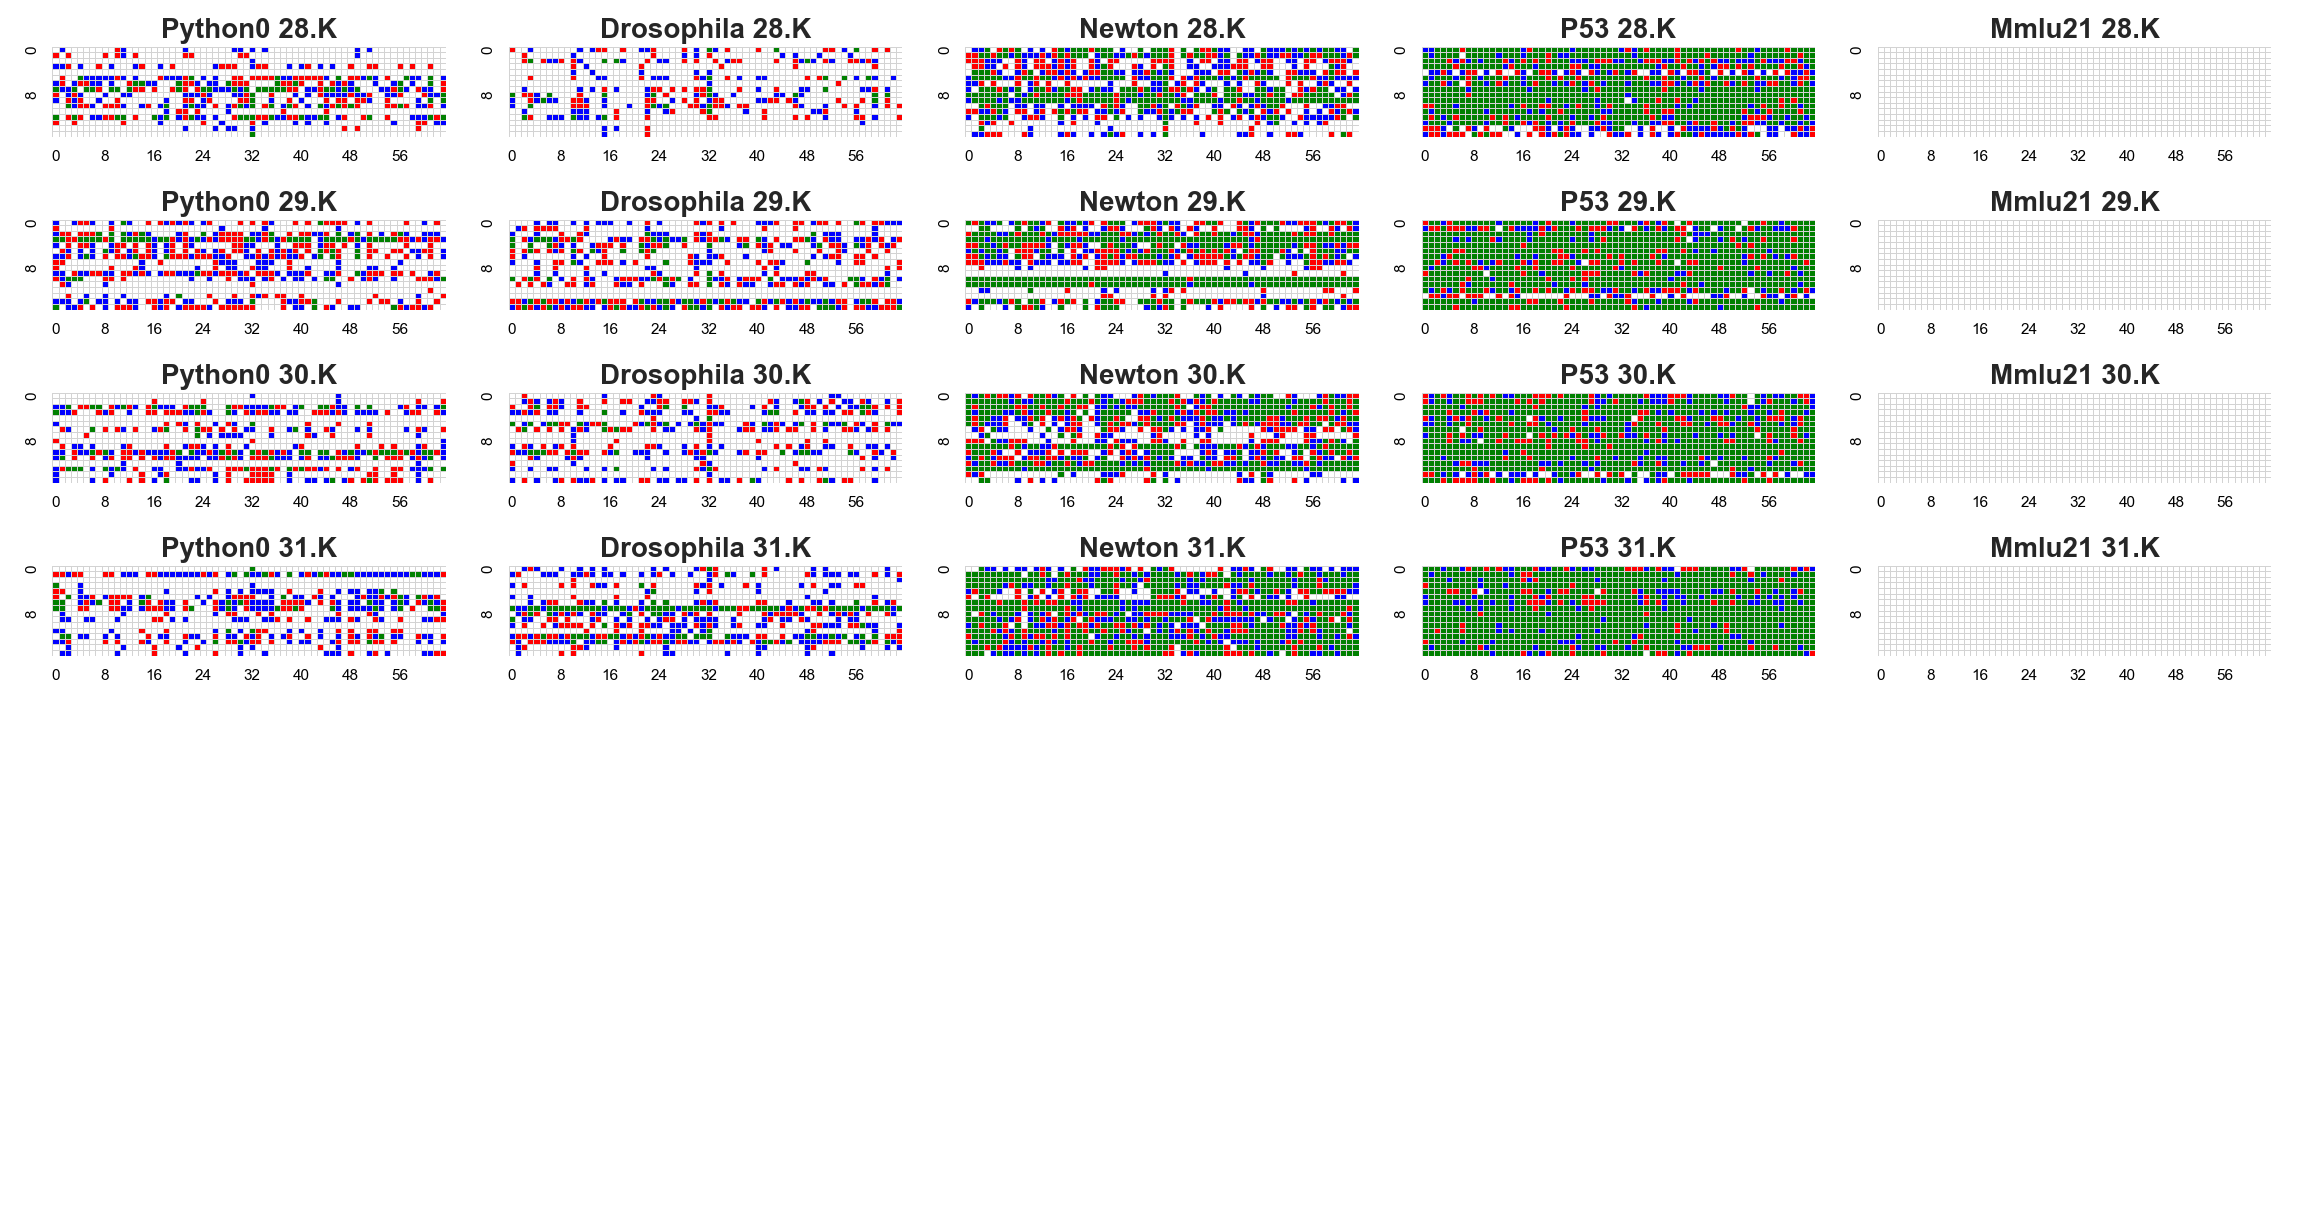 Python0 28.K Drosophila 28.K Newton 28.K P53 28.K Mmlu21 28.K
0 0 0 0 0
8 8 8 8 8
0 8 16 24 32 40 48 56 0 8 16 24 32 40 48 56 0 8 16 24 32 40 48 56 0 8 16 24 32 40 48 56 0 8 16 24 32 40 48 56
Python0 29.K Drosophila 29.K Newton 29.K P53 29.K Mmlu21 29.K
0 0 0 0 0
8 8 8 8 8
0 8 16 24 32 40 48 56 0 8 16 24 32 40 48 56 0 8 16 24 32 40 48 56 0 8 16 24 32 40 48 56 0 8 16 24 32 40 48 56
Python0 30.K Drosophila 30.K Newton 30.K P53 30.K Mmlu21 30.K
0 0 0 0 0
8 8 8 8 8
0 8 16 24 32 40 48 56 0 8 16 24 32 40 48 56 0 8 16 24 32 40 48 56 0 8 16 24 32 40 48 56 0 8 16 24 32 40 48 56
Python0 31.K Drosophila 31.K Newton 31.K P53 31.K Mmlu21 31.K
0 0 0 0 0
8 8 8 8 8
0 8 16 24 32 40 48 56 0 8 16 24 32 40 48 56 0 8 16 24 32 40 48 56 0 8 16 24 32 40 48 56 0 8 16 24 32 40 48 56